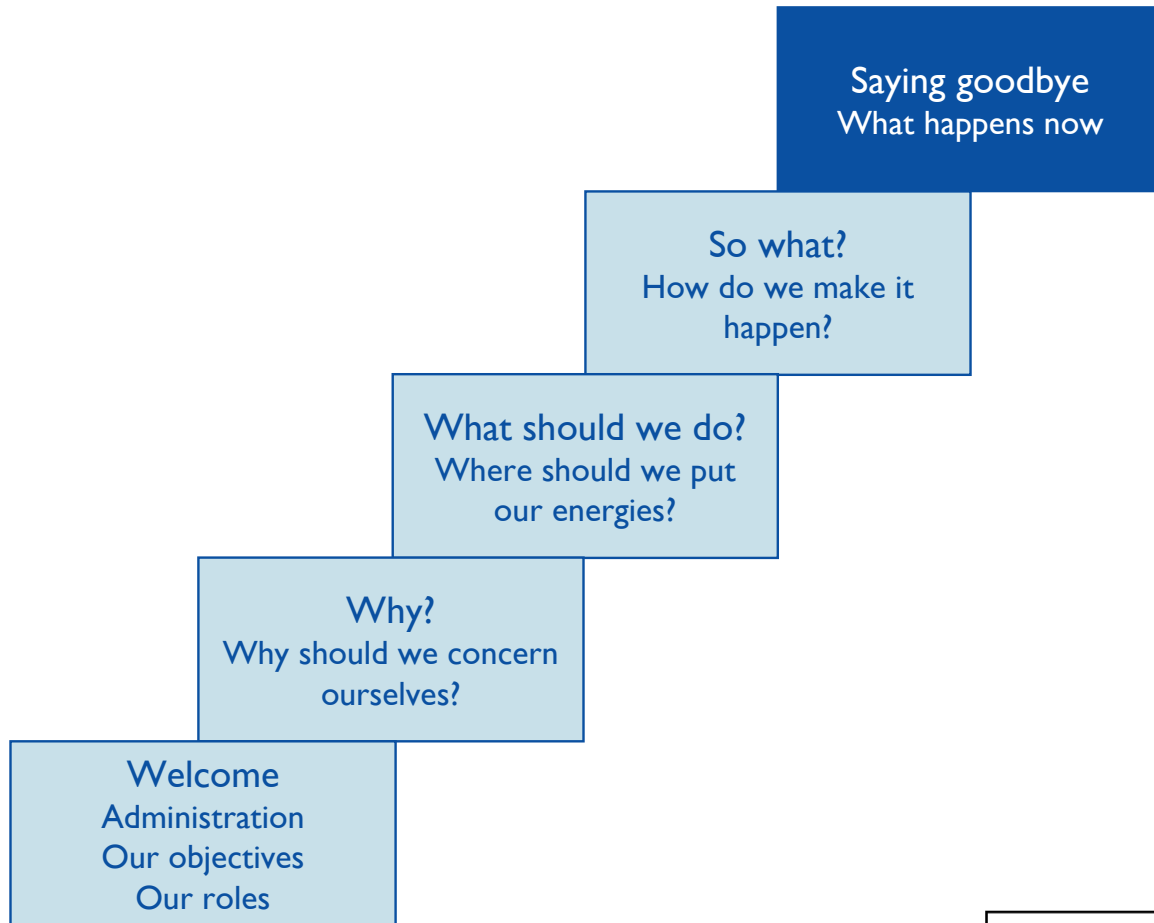 Saying goodbye
What happens now
So what?
How do we make it
happen?
What should we do?
Where should we put
our energies?
Why?
Why should we concern
ourselves?
Welcome
Administration
Our objectives
Our roles